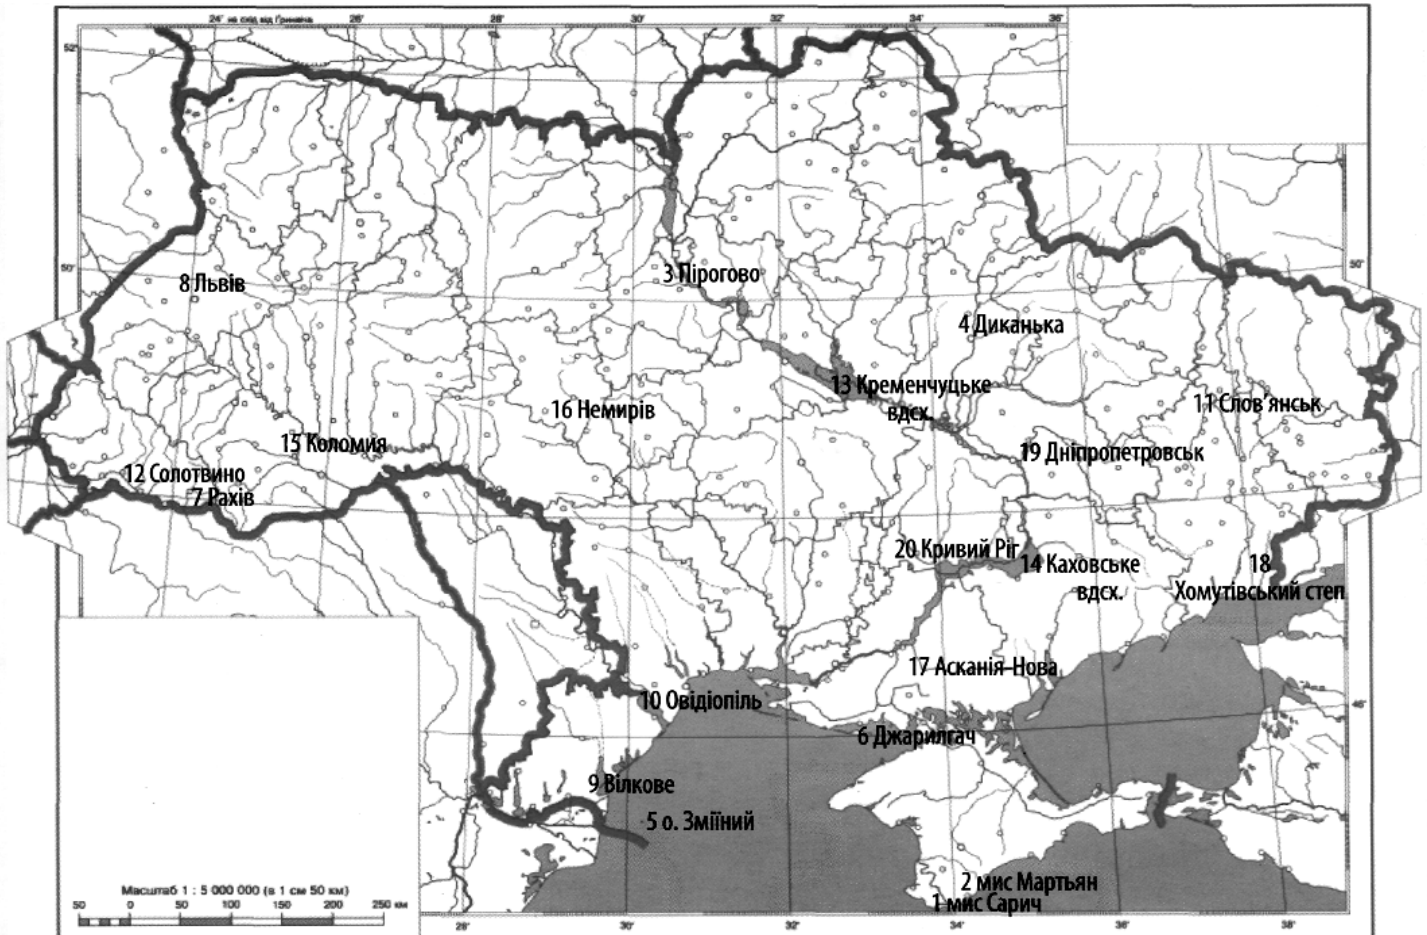 24° на схід від Ґринвіча
26°
28°
30°
32°
34°
36°
52°
50°
50°
8 Львів
3 Пірогово
4 Диканька
13 Кременчуцьке
вдсх.
16 Немирів
11 Слов'янськ
15 Коломия
19 Дніпропетровськ
12 Солотвино
7 Рахів
20 Кривий Ріг
14 Каховське
вдсх.
18
Хомутівський степ
17 Асканія-Нова
10 Овідіопіль
46°
6 Джарилгач
9 Вілкове
5 о. Зміїний
2 мис Мартьян
1 мис Сарич
Масштаб 1 : 5 000 000 (в 1 см 50 км)
50 0 50 100 150 200 250 км
28° 30° 32° 34° 36° 38°